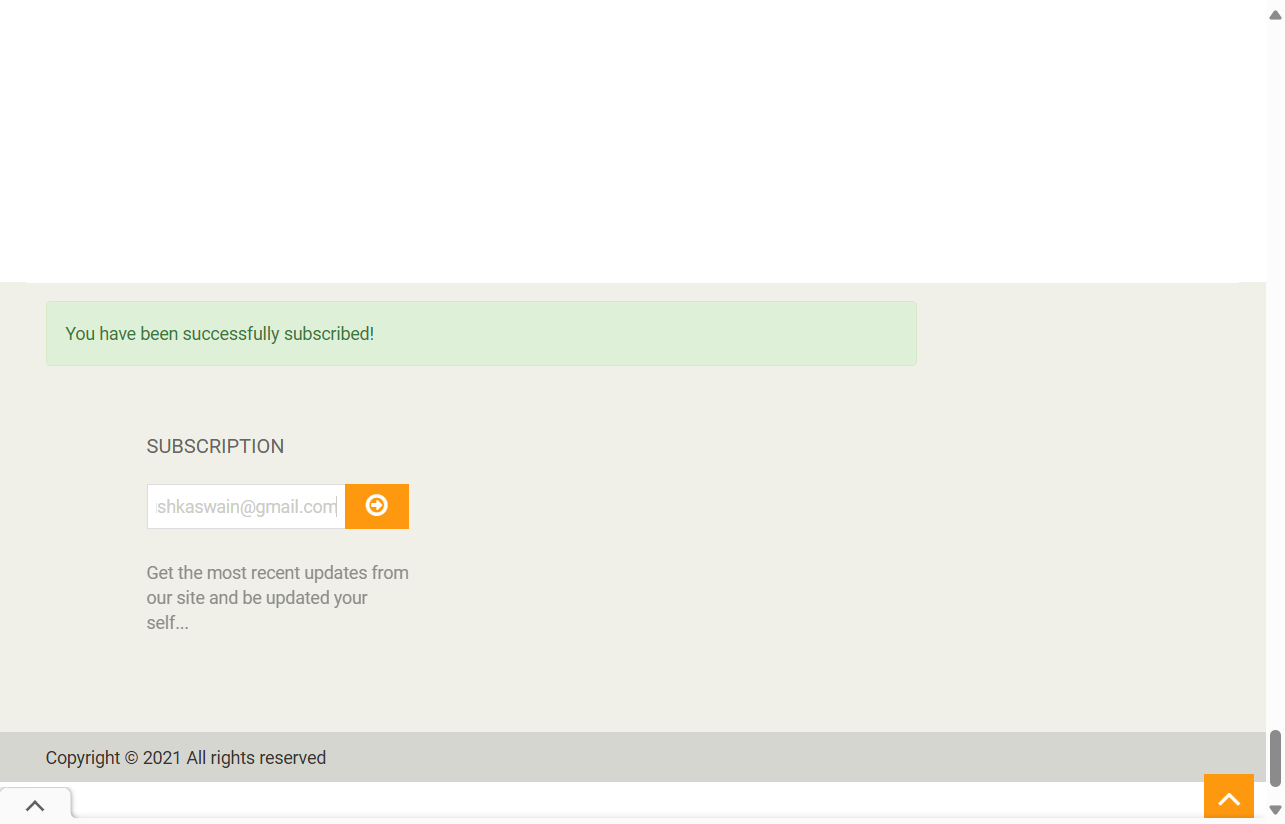 You have been successfully subscribed!
SUBSCRIPTION
shkaswain@gmail.com
Get the most recent updates from
our site and be updated your
self...
Copyright © 2021 All rights reserved